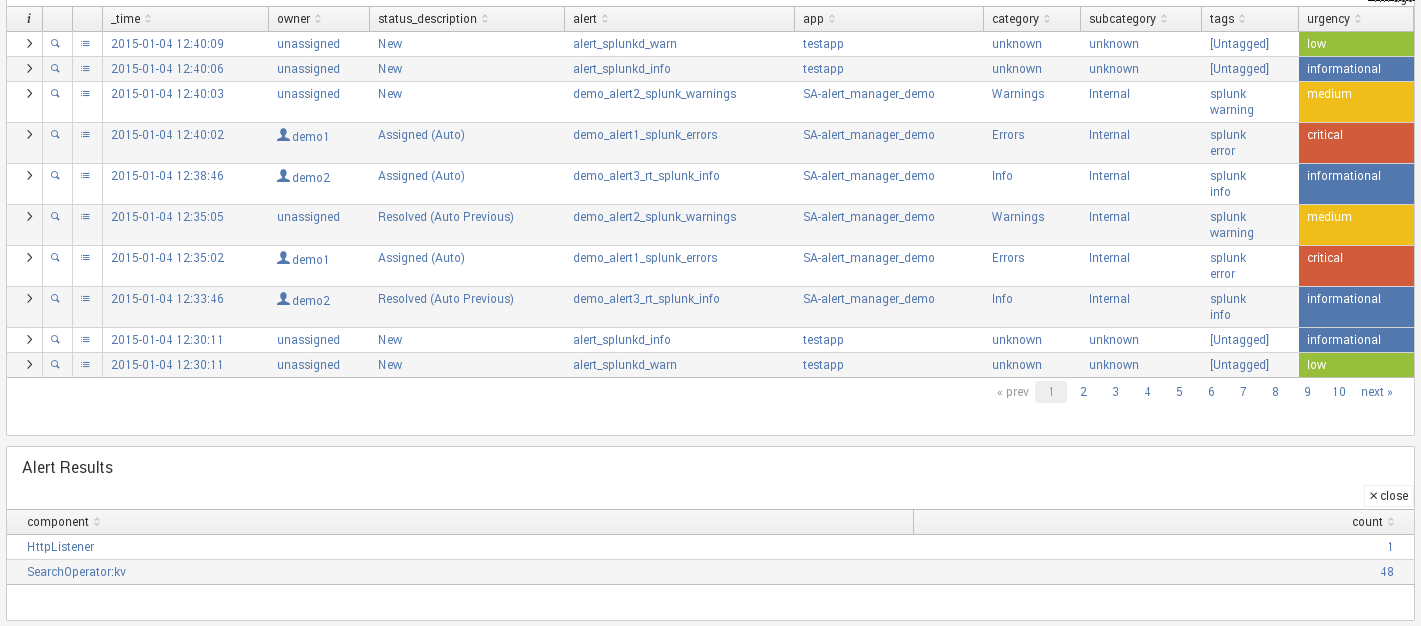 i _time owner status_description alert app category subcategory tags urgency
2015-01-04 12:40:09 unassigned New alert_splunkd_warn testapp unknown unknown [Untagged] low
2015-01-04 12:40:06 unassigned New alert_splunkd_info testapp unknown unknown [Untagged] informational
2015-01-04 12:40:03 unassigned New demo_alert2_splunk_warnings SA-alert_manager_demo Warnings Internal splunk medium
warning
2015-01-04 12:40:02 demo1 Assigned (Auto) demo_alert1_splunk_errors SA-alert_manager_demo Errors Internal splunk critical
error
2015-01-04 12:38:46 demo2 Assigned (Auto) demo_alert3_rt_splunk_info SA-alert_manager_demo Info Internal splunk informational
info
2015-01-04 12:35:05 unassigned Resolved (Auto Previous) demo_alert2_splunk_warnings SA-alert_manager_demo Warnings Internal splunk medium
warning
2015-01-04 12:35:02 demo1 Assigned (Auto) demo_alert1_splunk_errors SA-alert_manager_demo Errors Internal splunk critical
error
2015-01-04 12:33:46 demo2 Resolved (Auto Previous) demo_alert3_rt_splunk_info SA-alert_manager_demo Info Internal splunk informational
info
2015-01-04 12:30:11 unassigned New alert_splunkd_info testapp unknown unknown [Untagged] informational
2015-01-04 12:30:11 unassigned New alert_splunkd_warn testapp unknown unknown [Untagged] low
« prev 1 2 3 4 5 6 7 8 9 10 next »
Alert Results
× close
component count
HttpListener 1
SearchOperator:kv 48